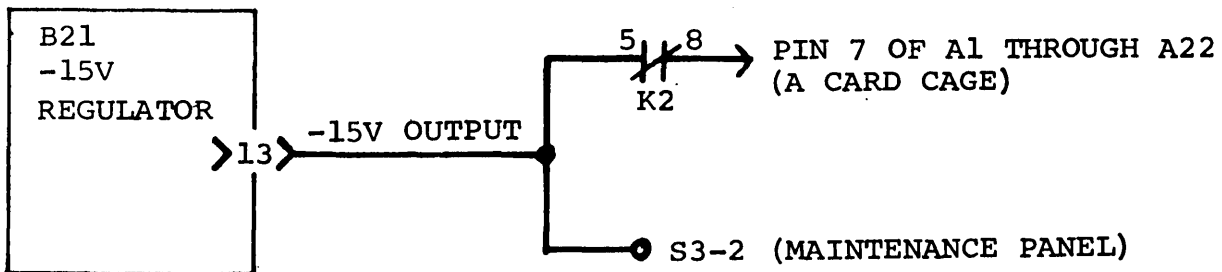 B21
-15V
REGULATOR
13
-15V OUTPUT
5 8
K2
PIN 7 OF A1 THROUGH A22
(A CARD CAGE)
S3-2 (MAINTENANCE PANEL)